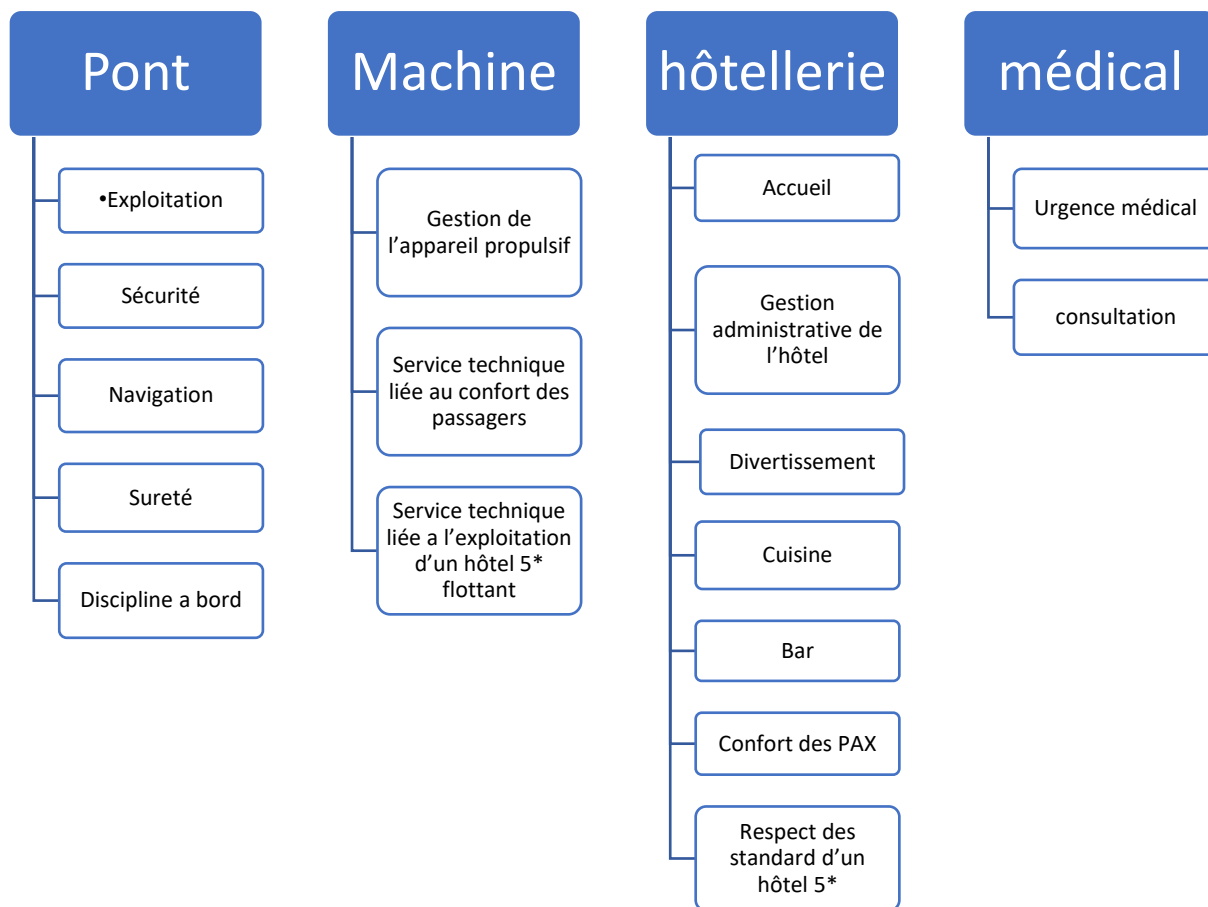 Pont
•Exploitation
Sécurité
Navigation
Sureté
Discipline a bord
Machine
Gestion de
l'appareil propulsif
Service technique
liée au confort des
passagers
Service technique
liée a l'exploitation
d'un hôtel 5*
flottant
hôtellerie
Accueil
Gestion
administrative de
l'hôtel
Divertissement
Cuisine
Bar
Confort des PAX
Respect des
standard d'un
hôtel 5*
médical
Urgence médical
consultation